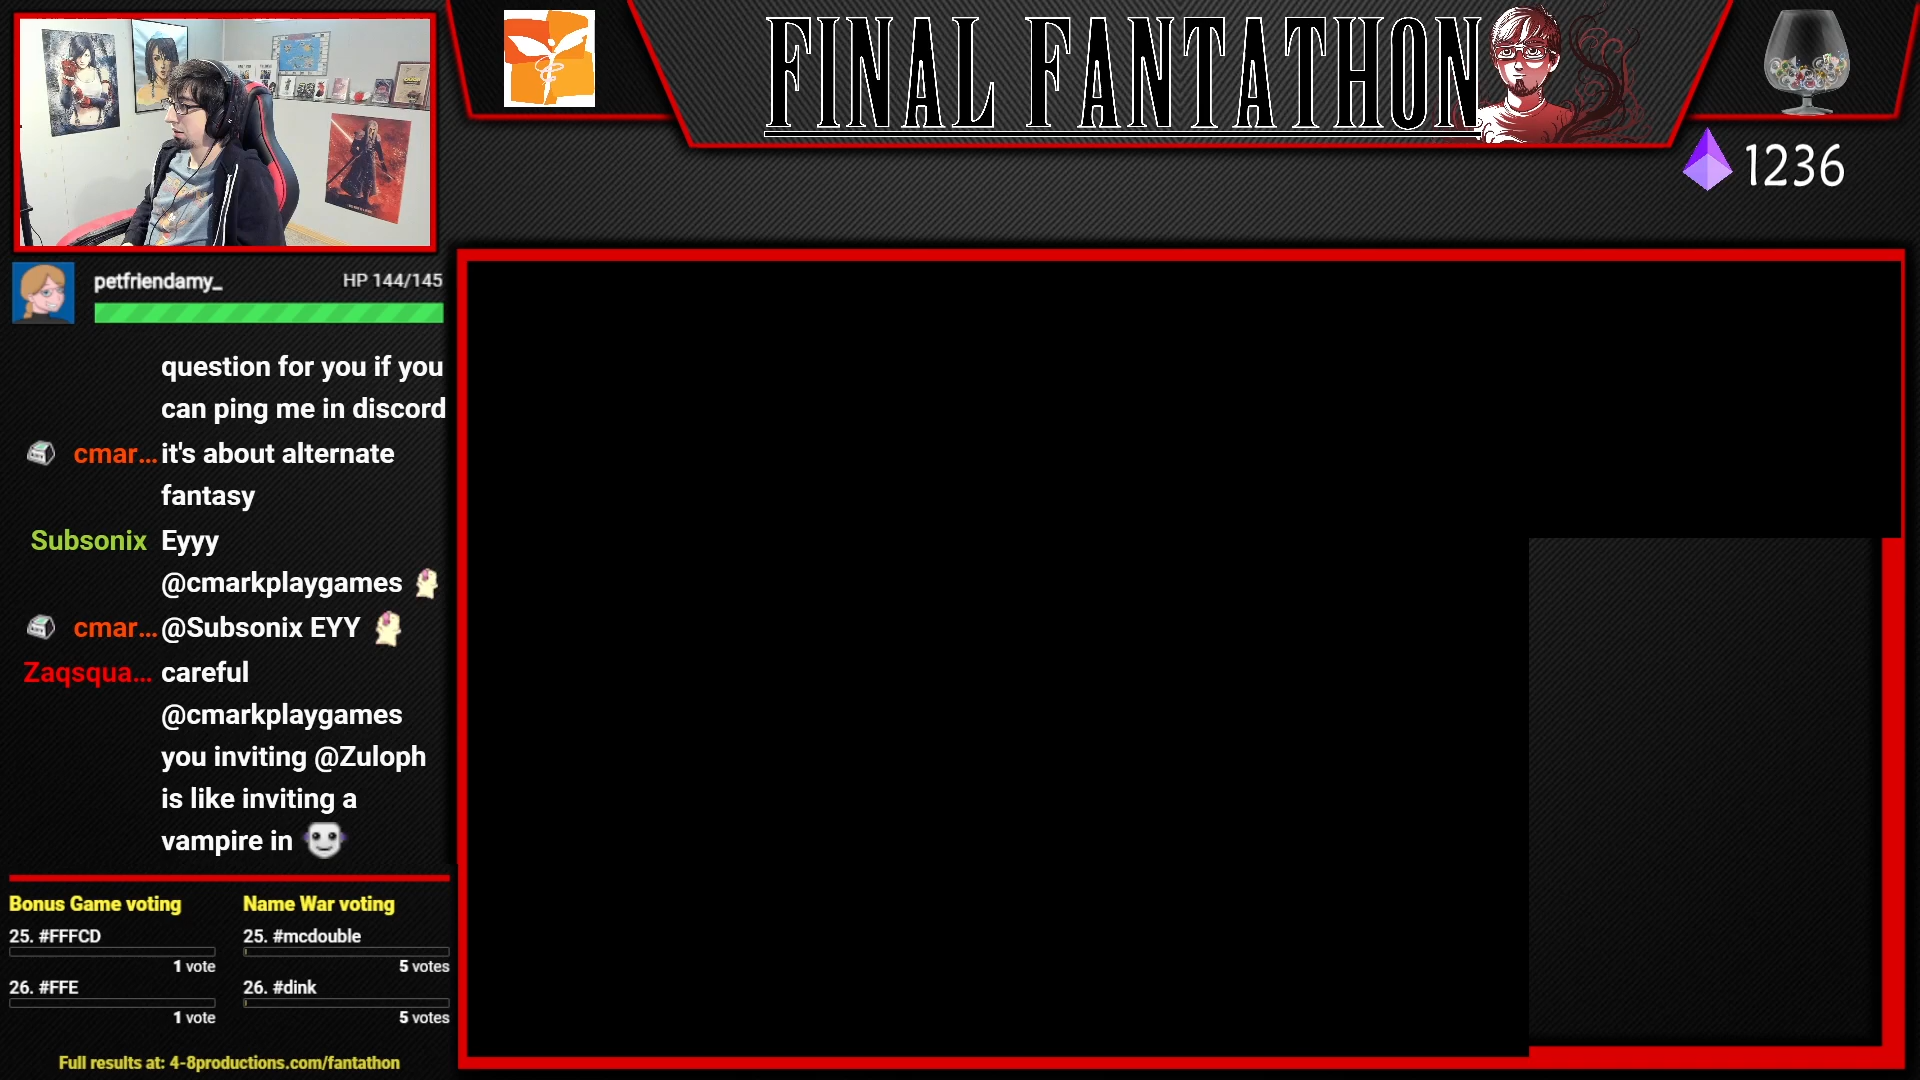 FINAL FANTATHON
1236
petfriendamy_ HP 144/145
question for you if you
can ping me in discord
cmar... it's about alternate
fantasy
Subsonix Eyyy
@cmarkplaygames
cmar... @Subsonix EYY
Zaqsqua... careful
@cmarkplaygames
you inviting @Zuloph
is like inviting a
vampire in
Bonus Game voting
25. #FFFCD
1 vote
26. #FFE
1 vote
Name War voting
25. #mcdouble
5 votes
26. #dink
5 votes
Full results at: 4-8productions.com/fantathon